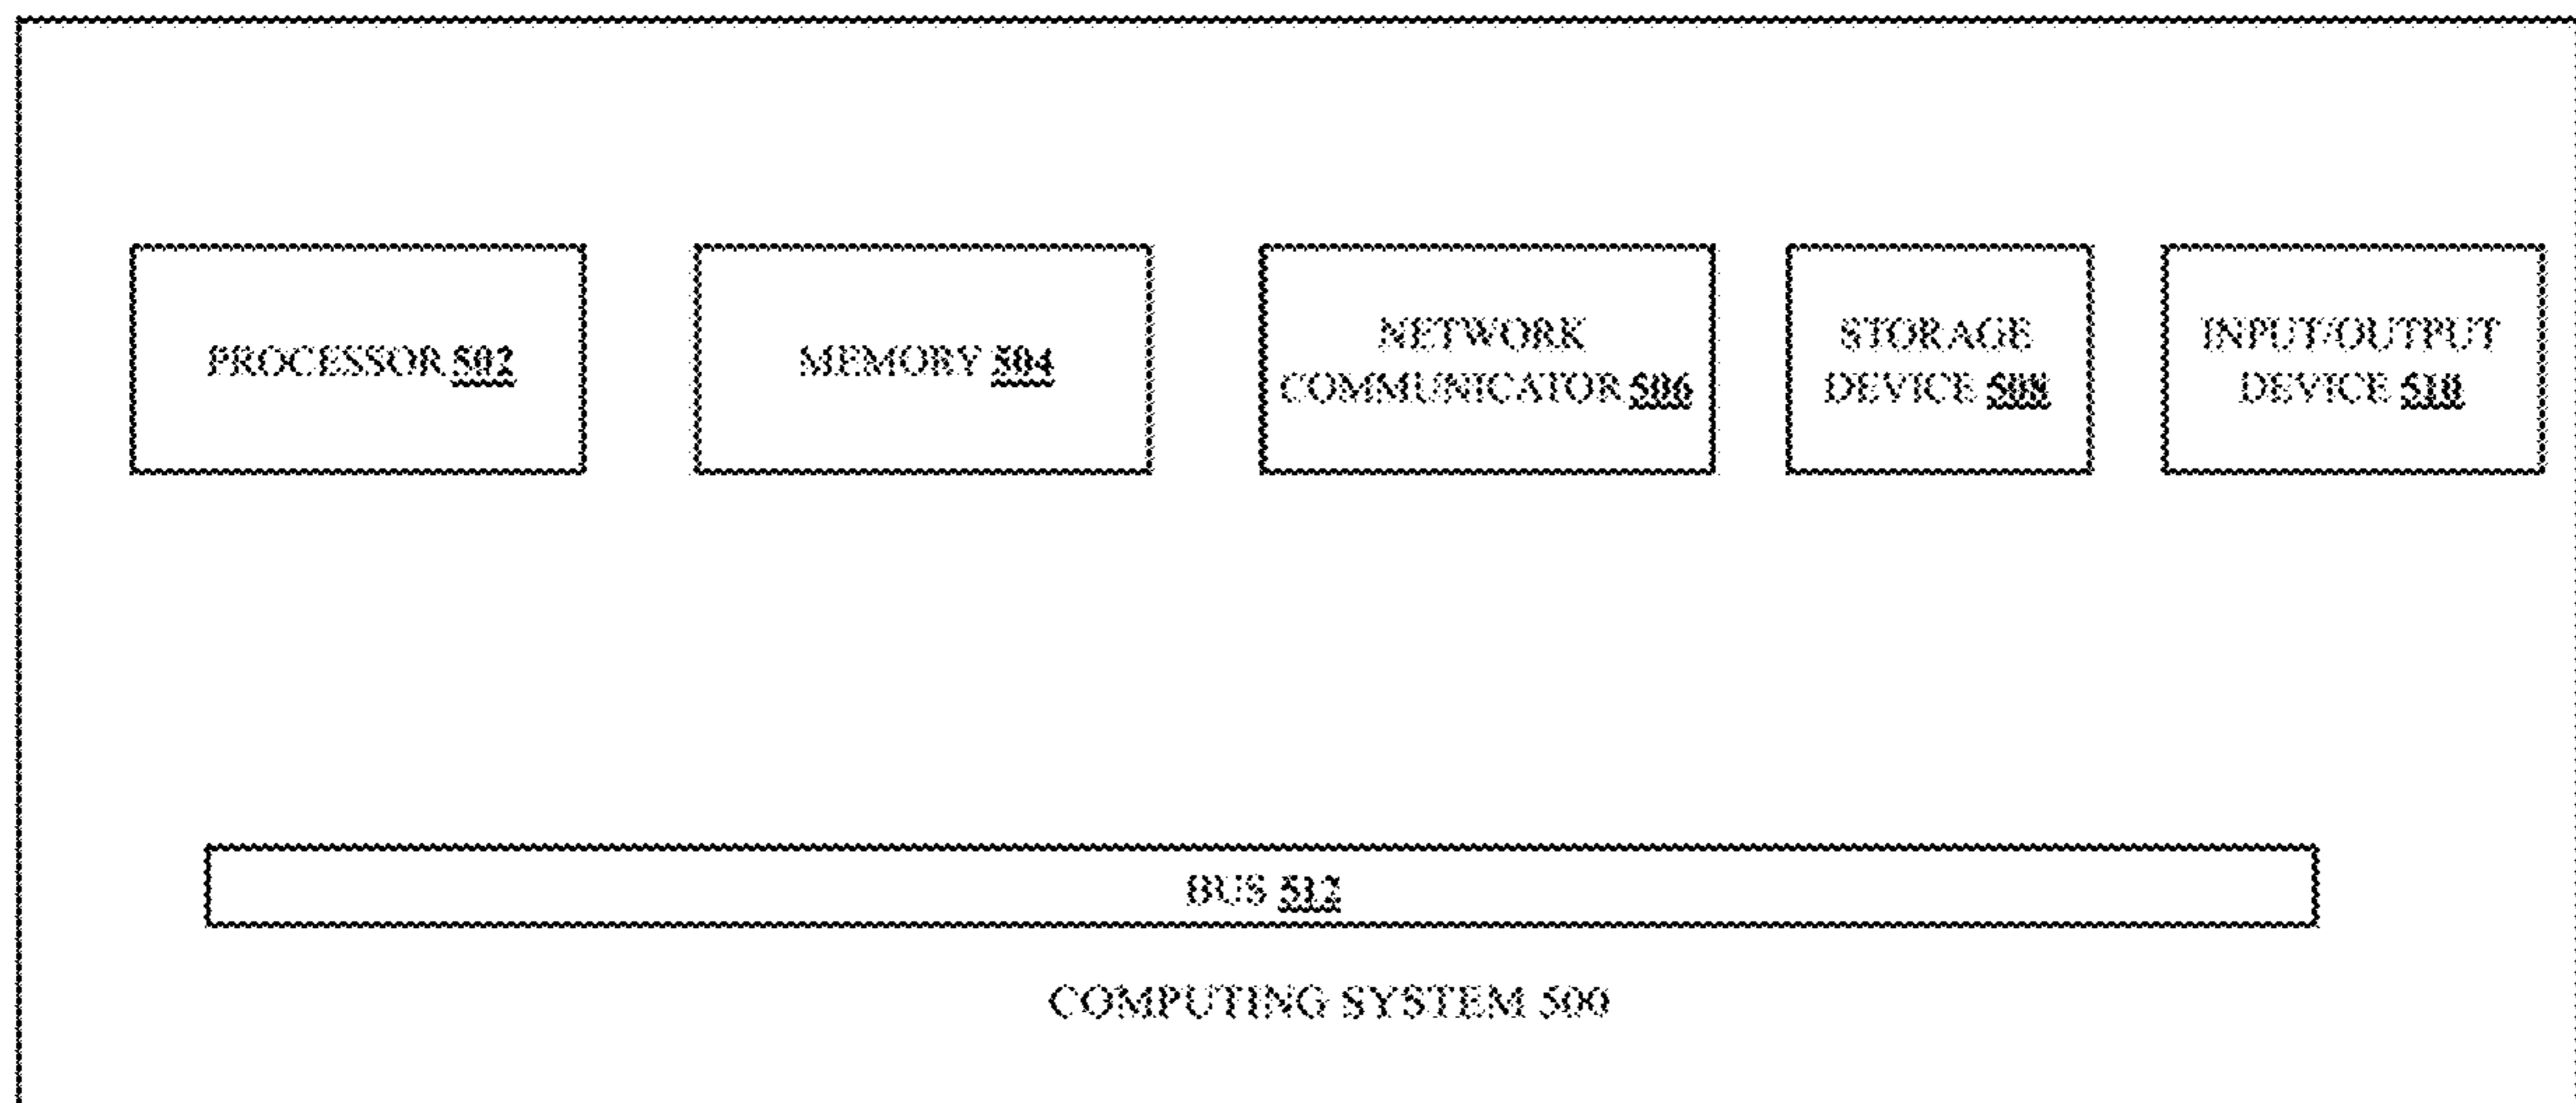 PROCESSOR 502
MEMORY 504
NETWORK
COMMUNICATOR 506
STORAGE
DEVICE 508
INPUT/OUTPUT
DEVICE 510
BUS 512
COMPUTING SYSTEM 500